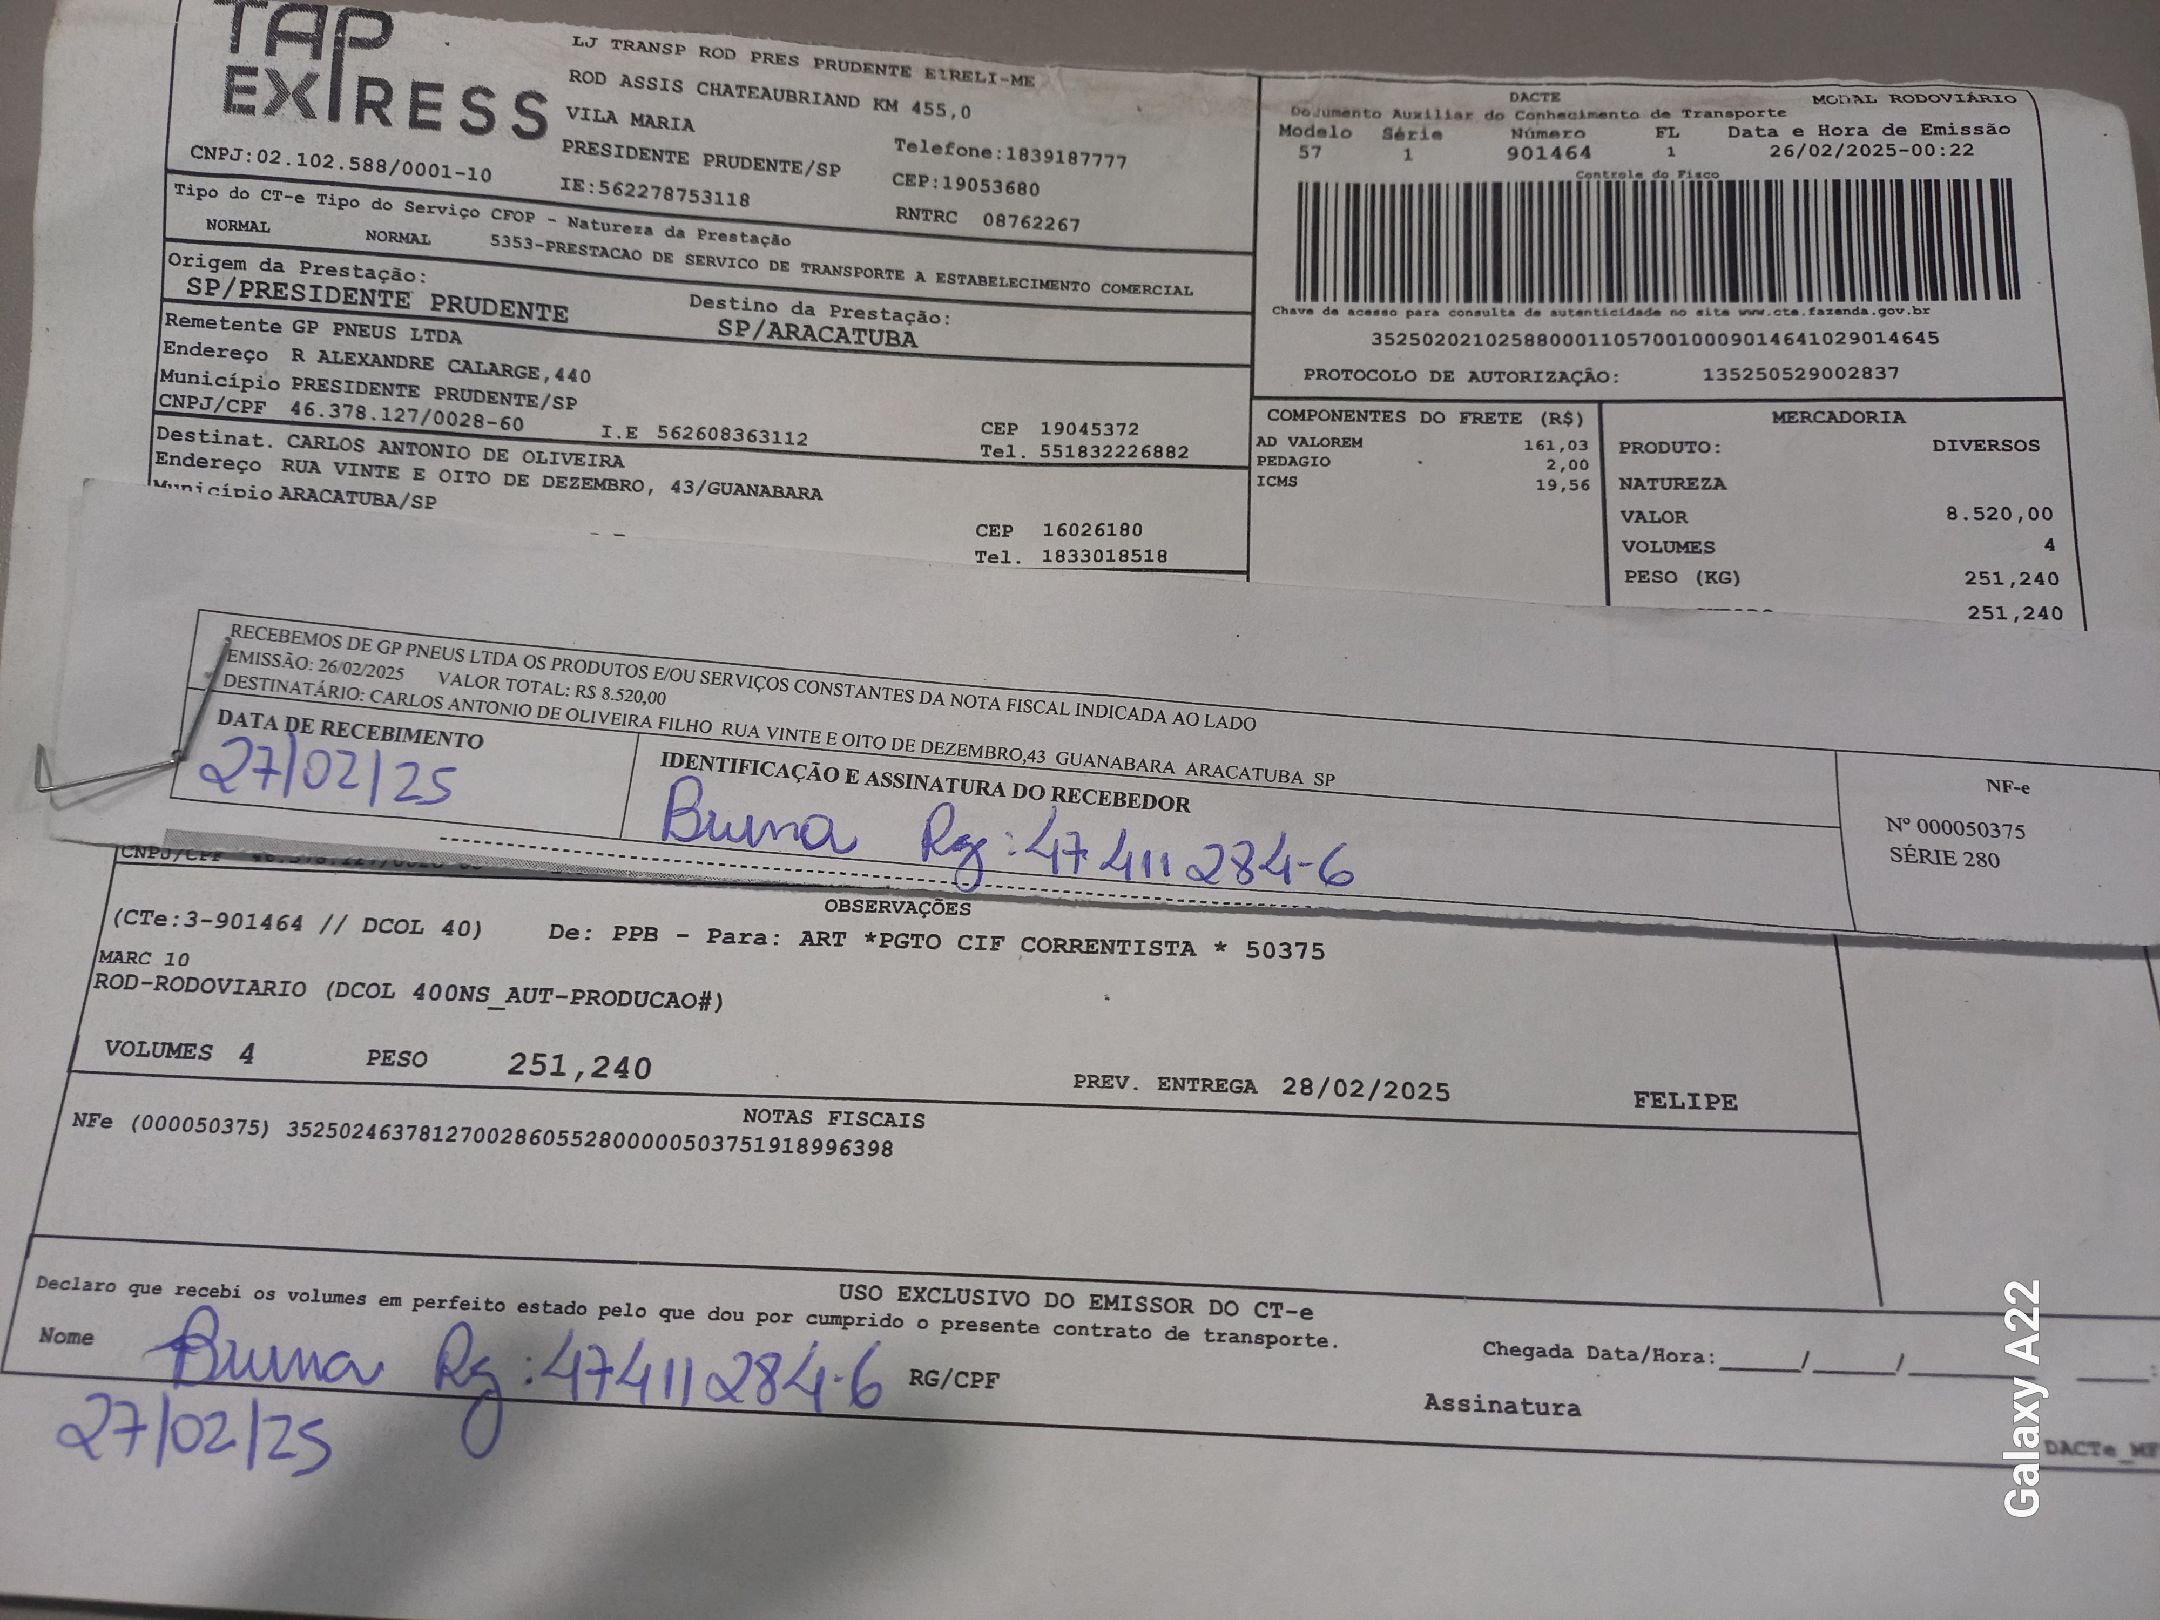 TAP
EXPRESS
CNPJ:02.102.588/0001-10
LJ TRANSP ROD PRES PRUDENTE EIRELI-ME
ROD ASSIS CHATEAUBRIAND KM 455,0
VILA MARIA
PRESIDENTE PRUDENTE/SP
IE:562278753118
Telefone:1839187777
CEP:19053680
RNTRC 08762267
DACTE MODAL RODOVIÁRIO
Documento Auxiliar do Conhecimento de Transporte
Modelo Série Número FL Data e Hora de Emissão
57 1 901464 1 26/02/2025-00:22
Controle do Fisco
Chave de acesso para consulta de autenticidade no site www.cte.fazenda.gov.br
35250202102588000110570010009014641029014645
PROTOCOLO DE AUTORIZAÇÃO: 135250529002837
Tipo do CT-e Tipo do Serviço CFOP - Natureza da Prestação
NORMAL NORMAL 5353-PRESTACAO DE SERVICO DE TRANSPORTE A ESTABELECIMENTO COMERCIAL
Origem da Prestação: Destino da Prestação:
SP/PRESIDENTE PRUDENTE SP/ARACATUBA
Remetente GP PNEUS LTDA
Endereço R ALEXANDRE CALARGE,440
Município PRESIDENTE PRUDENTE/SP CEP 19045372
CNPJ/CPF 46.378.127/0028-60 I.E 562608363112 Tel. 551832226882
Destinat. CARLOS ANTONIO DE OLIVEIRA
Endereço RUA VINTE E OITO DE DEZEMBRO, 43/GUANABARA
Município ARACATUBA/SP CEP 16026180
Tel. 1833018518
COMPONENTES DO FRETE (R$)
AD VALOREM 161,03
PEDAGIO 2,00
ICMS 19,56
MERCADORIA
PRODUTO: DIVERSOS
NATUREZA
VALOR 8.520,00
VOLUMES 4
PESO (KG) 251,240
251,240
RECEBEMOS DE GP PNEUS LTDA OS PRODUTOS E/OU SERVIÇOS CONSTANTES DA NOTA FISCAL INDICADA AO LADO
EMISSÃO: 26/02/2025 VALOR TOTAL: R$ 8.520,00
DESTINATÁRIO: CARLOS ANTONIO DE OLIVEIRA FILHO RUA VINTE E OITO DE DEZEMBRO,43 GUANABARA ARACATUBA SP
DATA DE RECEBIMENTO
27/02/25
IDENTIFICAÇÃO E ASSINATURA DO RECEBEDOR
Bruna Rg: 47 411 284-6
NF-e
Nº 000050375
SÉRIE 280
CNPJ/CPF
OBSERVAÇÕES
(CTe:3-901464 // DCOL 40) De: PPB - Para: ART *PGTO CIF CORRENTISTA * 50375
MARC 10
ROD-RODOVIARIO (DCOL 400NS_AUT-PRODUCAO#)
VOLUMES 4 PESO 251,240 PREV. ENTREGA 28/02/2025 FELIPE
NOTAS FISCAIS
NFe (000050375) 35250246378127002860552800000503751918996398
USO EXCLUSIVO DO EMISSOR DO CT-e
Declaro que recebi os volumes em perfeito estado pelo que dou por cumprido o presente contrato de transporte.
Nome Bruna Rg: 47411284-6 RG/CPF
27/02/25
Chegada Data/Hora:_____/_____/_______ ____:
Assinatura
Galaxy A22